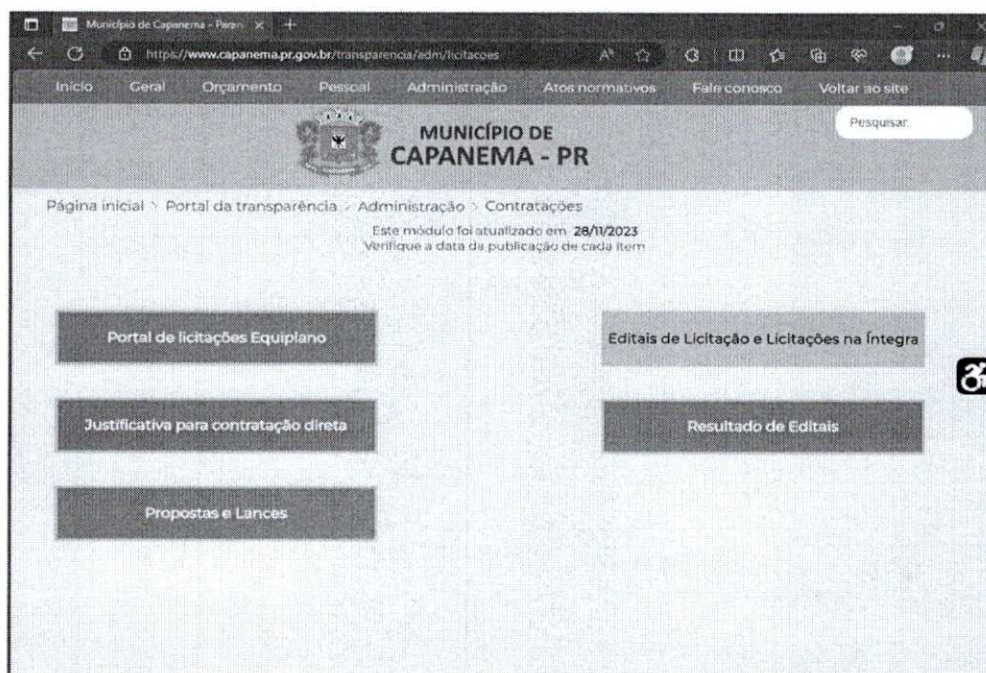 Município de Capanema - Paran
https://www.capanema.pr.gov.br/transparencia/adm/licitacoes
Início Geral Orçamento Pessoal Administração Atos normativos Fale conosco Voltar ao site
Pesquisar.
MUNICÍPIO DE
CAPANEMA - PR
Página inicial > Portal da transparência > Administração > Contratações
Este módulo foi atualizado em 28/11/2023
Verifique a data da publicação de cada item
Portal de licitações Equiplano
Editais de Licitação e Licitações na Íntegra
Justificativa para contratação direta
Resultado de Editais
Propostas e Lances